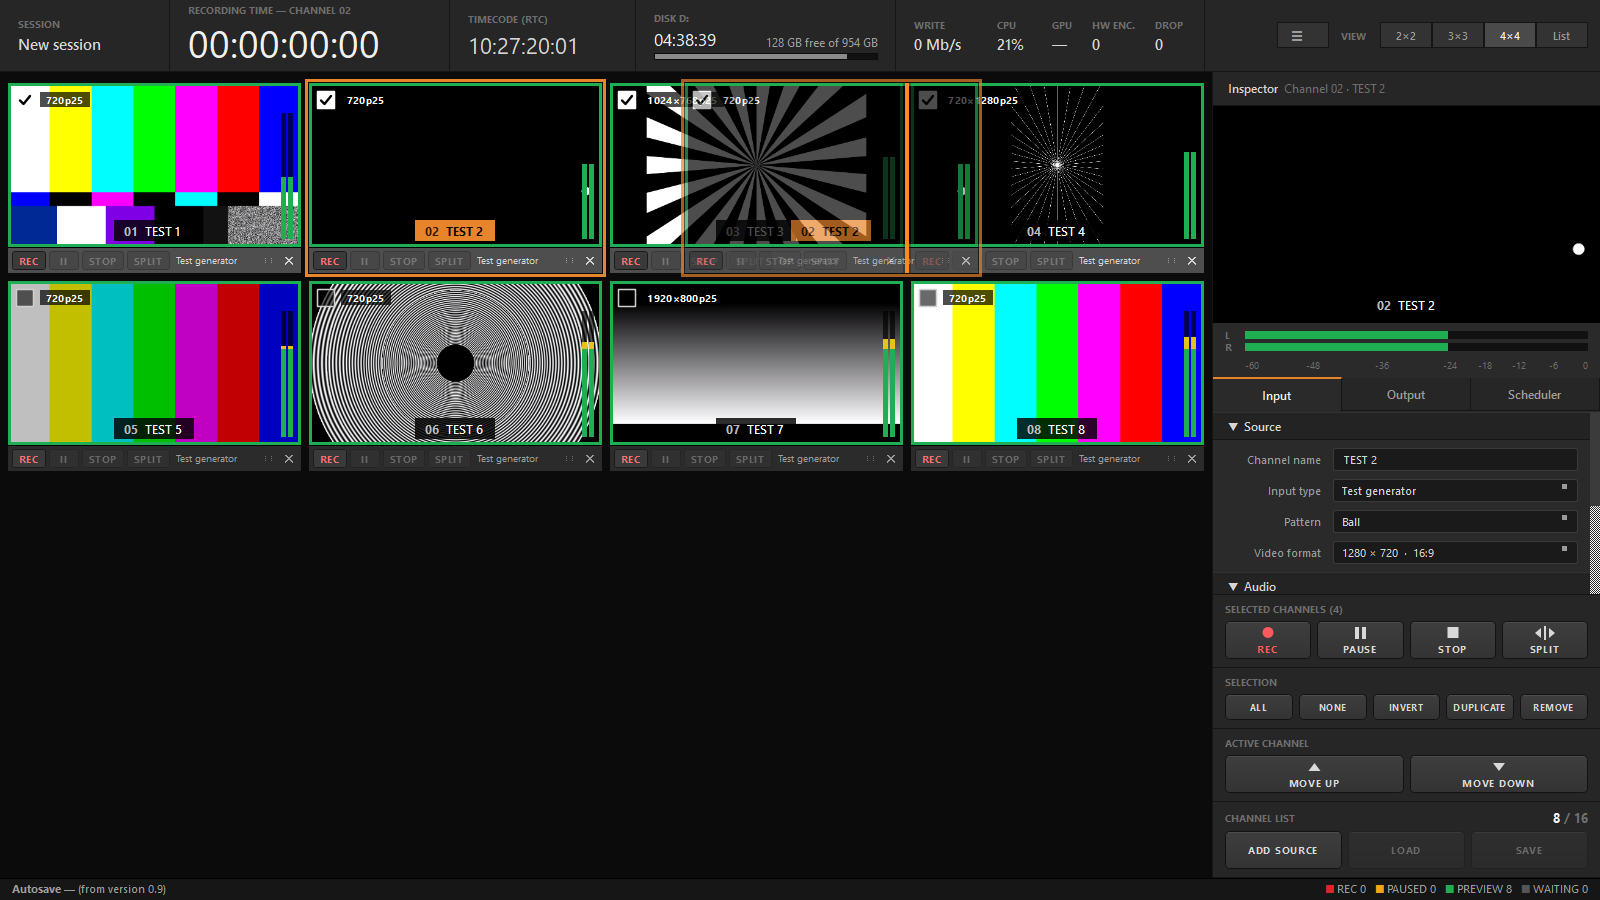 SESSION
New session
RECORDING TIME — CHANNEL 02
00:00:00:00
TIMECODE (RTC)
10:27:20:01
DISK D:
04:38:39
128 GB free of 954 GB
WRITE
0 Mb/s
CPU
21%
GPU
—
HW ENC.
0
DROP
0
VIEW
2×2
3×3
4×4
List
720p25
01 TEST 1
REC
STOP
SPLIT
Test generator
720p25
02 TEST 2
REC
STOP
SPLIT
Test generator
03 TEST 3
REC
720p25
02 TEST 2
REC
04 TEST 4
REC
STOP
SPLIT
Test generator
720p25
05 TEST 5
REC
STOP
SPLIT
Test generator
720p25
06 TEST 6
REC
STOP
SPLIT
Test generator
1920×800p25
07 TEST 7
REC
STOP
SPLIT
Test generator
720p25
08 TEST 8
REC
STOP
SPLIT
Test generator
Inspector Channel 02 · TEST 2
02 TEST 2
L
R
-60 -48 -36 -24 -18 -12 -6 0
Input
Output
Scheduler
Source
Channel name
TEST 2
Input type
Test generator
Pattern
Ball
Video format
1280 × 720 · 16:9
Audio
SELECTED CHANNELS (4)
REC
PAUSE
STOP
SPLIT
SELECTION
ALL
NONE
INVERT
DUPLICATE
REMOVE
ACTIVE CHANNEL
MOVE UP
MOVE DOWN
CHANNEL LIST
8 / 16
ADD SOURCE
LOAD
SAVE
Autosave — (from version 0.9)
REC 0
PAUSED 0
PREVIEW 8
WAITING 0